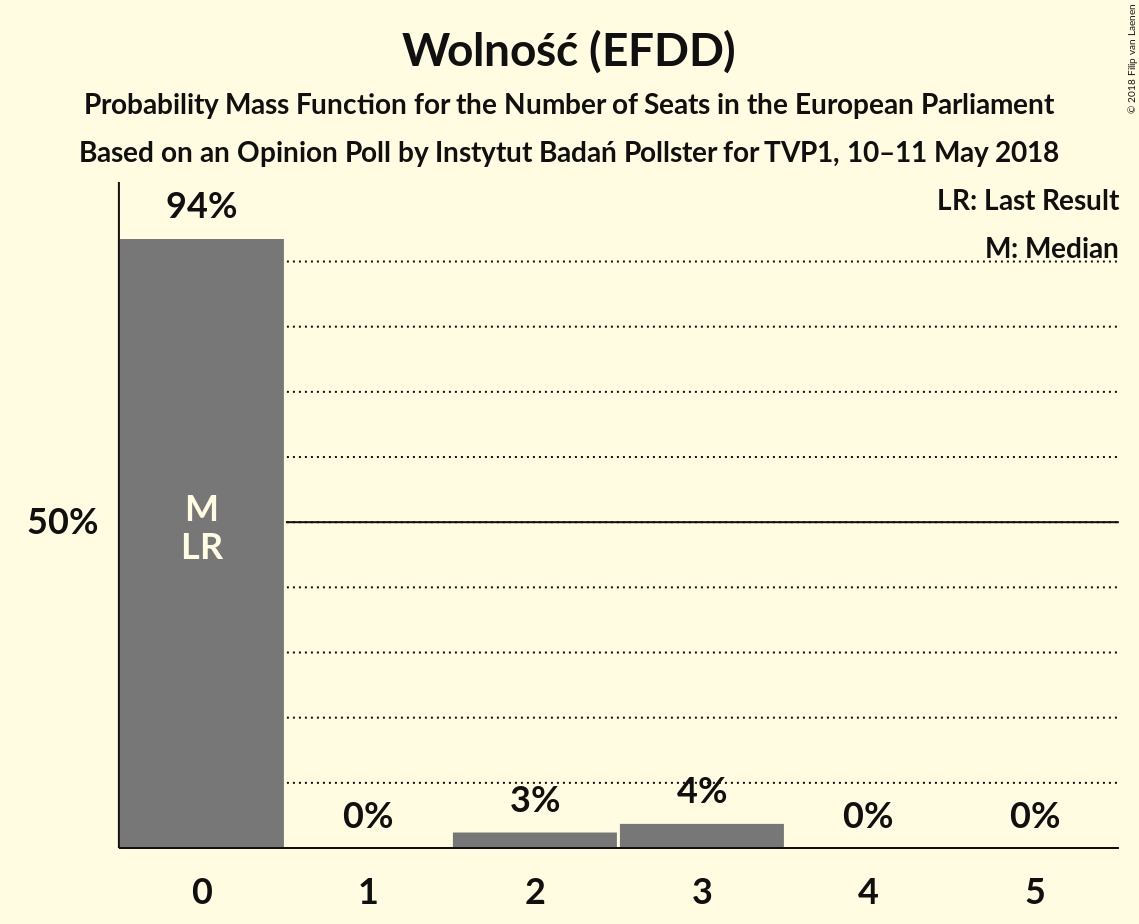 Wolność (EFDD)
Probability Mass Function for the Number of Seats in the European Parliament
Based on an Opinion Poll by Instytut Badań Pollster for TVP1, 10–11 May 2018
© 2018 Filip van Laenen
LR: Last Result
M: Median
94%
50%
M
LR
0%
3%
4%
0%
0%
0
1
2
3
4
5